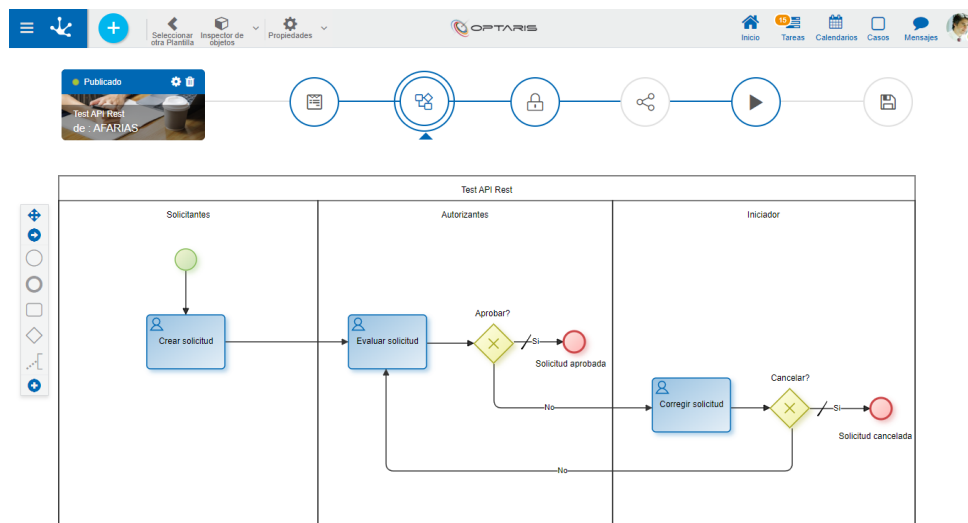 Seleccionar
otra Plantilla
Inspector de
objetos
Propiedades
OPTARIS
15
Inicio
Tareas
Calendarios
Casos
Mensajes
Publicado
Test API Rest
de : AFARIAS
Test API Rest
Solicitantes
Autorizantes
Iniciador
Crear solicitud
Evaluar solicitud
Aprobar?
Si
Solicitud aprobada
No
Corregir solicitud
Cancelar?
Si
Solicitud cancelada
No